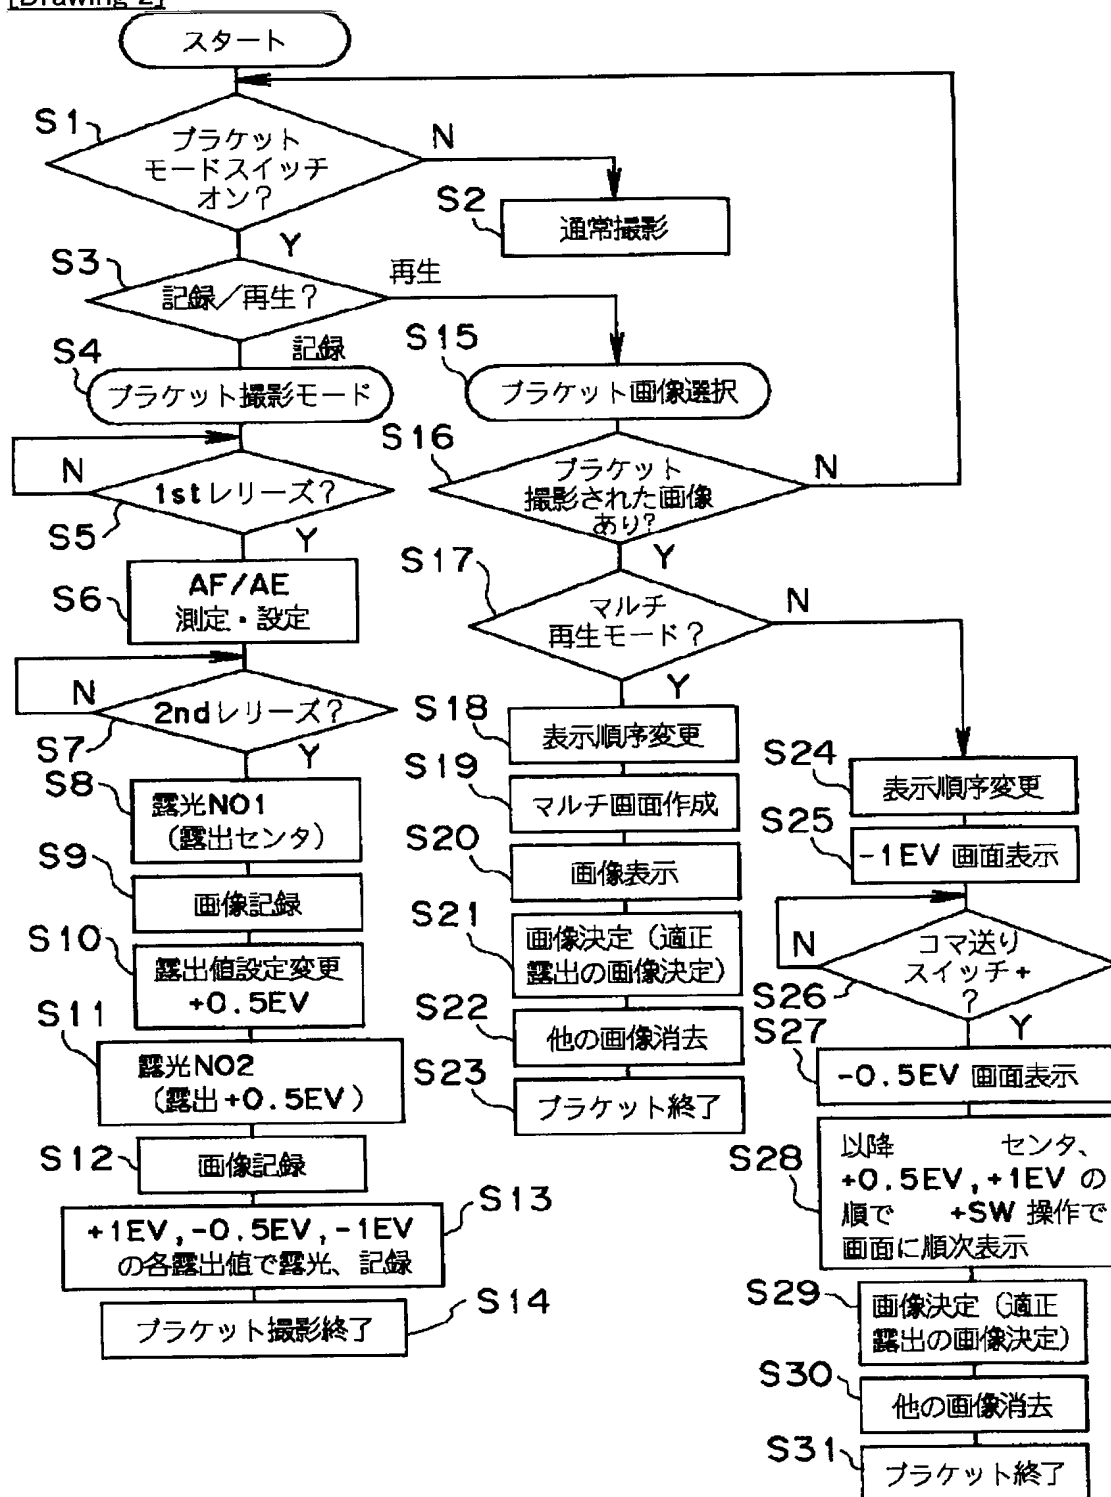 [Drawing 2]
スタート
S1
ブラケット
モードスイッチ
オン？
N
S2
通常撮影
Y
S3
記録／再生？
再生
記録
S4
ブラケット撮影モード
N
1stレリーズ？
S5
Y
S6
AF/AE
測定・設定
N
2ndレリーズ？
S7
Y
S8
露光NO1
（露出センタ）
S9
画像記録
S10
露出値設定変更
+0.5EV
S11
露光NO2
（露出+0.5EV）
S12
画像記録
S13
+1EV,-0.5EV,-1EV
の各露出値で露光、記録
S14
ブラケット撮影終了
S15
ブラケット画像選択
S16
ブラケット
撮影された画像
あり?
N
Y
S17
マルチ
再生モード？
N
Y
S18
表示順序変更
S19
マルチ画面作成
S20
画像表示
S21
画像決定（適正
露出の画像決定）
S22
他の画像消去
S23
ブラケット終了
S24
表示順序変更
S25
-1EV 画面表示
N
コマ送り
スイッチ+
？
S26
Y
S27
-0.5EV 画面表示
S28
以降 センタ、
+0.5EV,+1EV の
順で +SW 操作で
画面に順次表示
S29
画像決定（適正
露出の画像決定）
S30
他の画像消去
S31
ブラケット終了